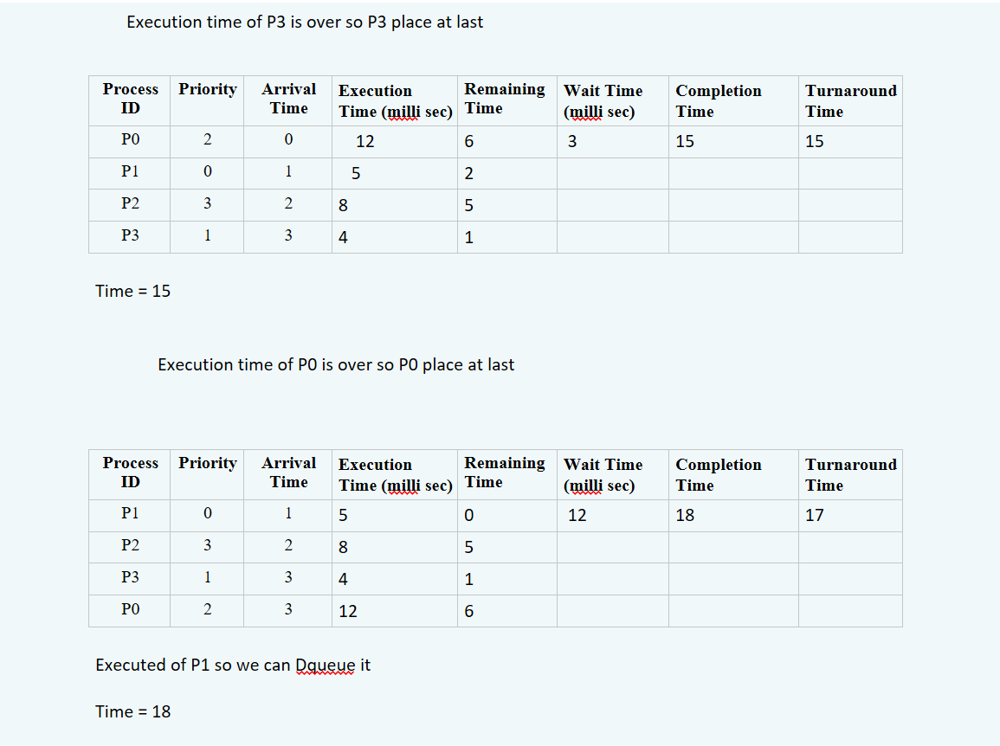 Execution time of P3 is over so P3 place at last
Process ID Priority Arrival Time Execution Time (milli sec) Remaining Time Wait Time (milli sec) Completion Time Turnaround Time
P0 2 0 12 6 3 15 15
P1 0 1 5 2
P2 3 2 8 5
P3 1 3 4 1
Time = 15
Execution time of P0 is over so P0 place at last
Process ID Priority Arrival Time Execution Time (milli sec) Remaining Time Wait Time (milli sec) Completion Time Turnaround Time
P1 0 1 5 0 12 18 17
P2 3 2 8 5
P3 1 3 4 1
P0 2 3 12 6
Executed of P1 so we can Dqueue it
Time = 18